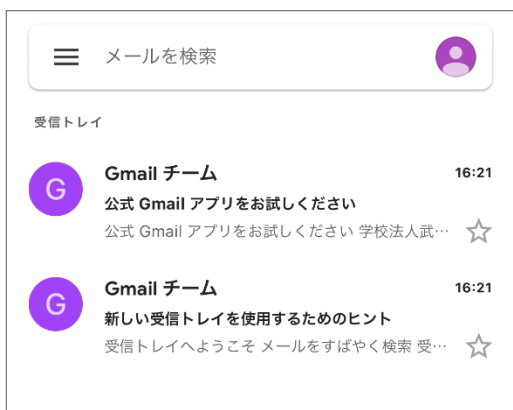 メールを検索
受信トレイ
G
Gmail チーム
16:21
公式 Gmail アプリをお試しください
公式 Gmail アプリをお試しください 学校法人武…
G
Gmail チーム
16:21
新しい受信トレイを使用するためのヒント
受信トレイへようこそ メールをすばやく検索 受…